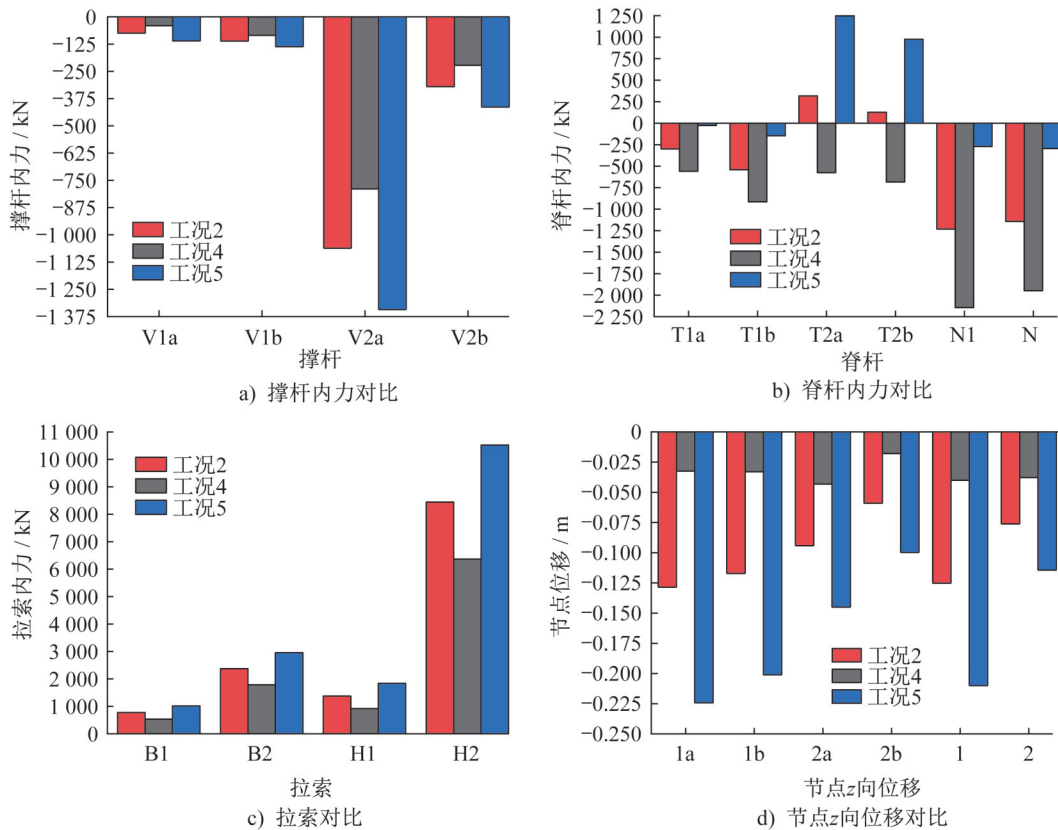 0
−125
−250
−375
−500
−625
−750
−875
−1 000
−1 125
−1 250
−1 375
撑杆内力 / kN
工况2
工况4
工况5
V1a V1b V2a V2b
撑杆
a) 撑杆内力对比
1 250
1 000
750
500
250
0
−250
−500
−750
−1 000
−1 250
−1 500
−1 750
−2 000
−2 250
脊杆内力 / kN
工况2
工况4
工况5
T1a T1b T2a T2b N1 N
脊杆
b) 脊杆内力对比
11 000
10 000
9 000
8 000
7 000
6 000
5 000
4 000
3 000
2 000
1 000
0
拉索内力 / kN
工况2
工况4
工况5
B1 B2 H1 H2
拉索
c) 拉索对比
0
−0.025
−0.050
−0.075
−0.100
−0.125
−0.150
−0.175
−0.200
−0.225
−0.250
节点位移 / m
工况2
工况4
工况5
1a 1b 2a 2b 1 2
节点z向位移
d) 节点z向位移对比